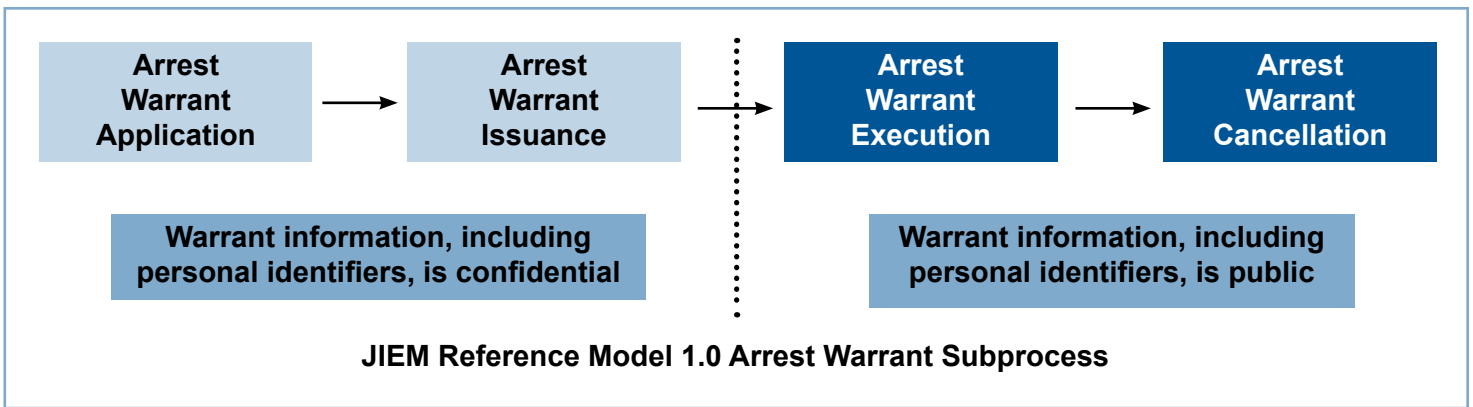 Arrest
Warrant
Application
Arrest
Warrant
Issuance
Arrest
Warrant
Execution
Arrest
Warrant
Cancellation
Warrant information, including
personal identifiers, is confidential
Warrant information, including
personal identifiers, is public
JIEM Reference Model 1.0 Arrest Warrant Subprocess